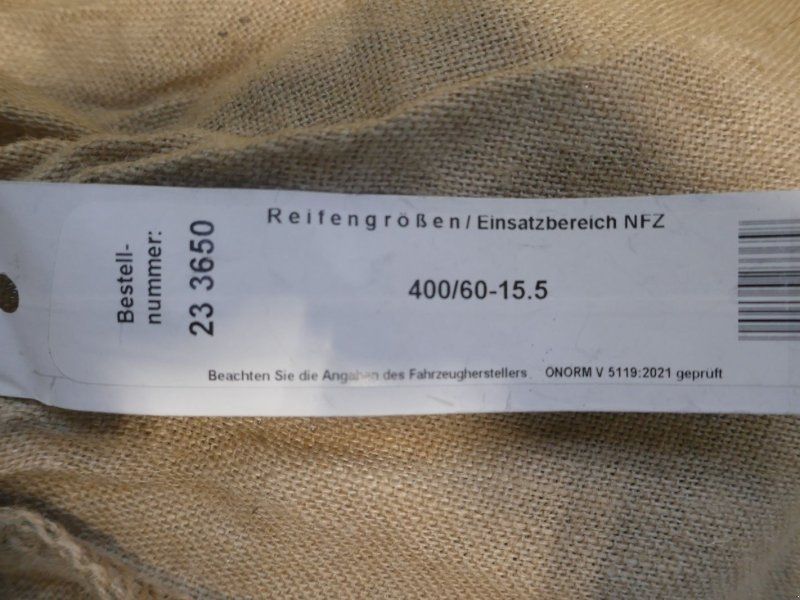 Bestell-
nummer:
23 3650
Reifengrößen/Einsatzbereich NFZ
400/60-15.5
Beachten Sie die Angaben des Fahrzeugherstellers ONORM V 5119:2021 geprüft